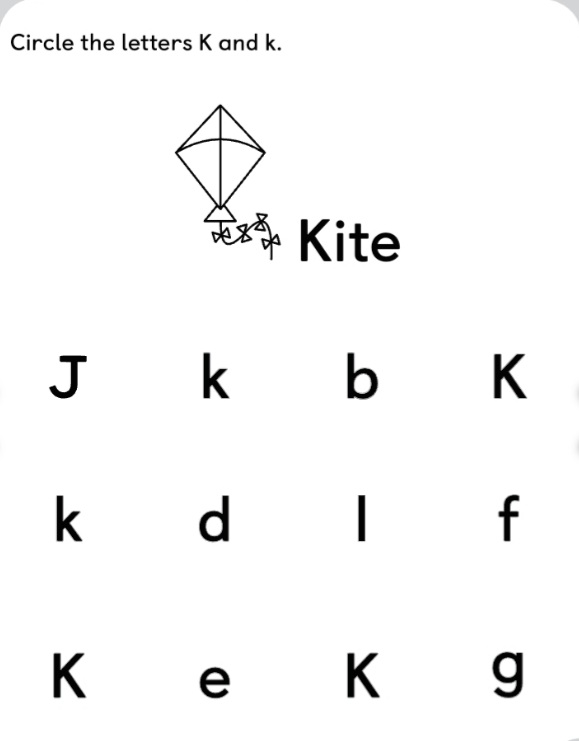 Circle the letters K and k.
Kite
J k b K
k d l f
K e K g